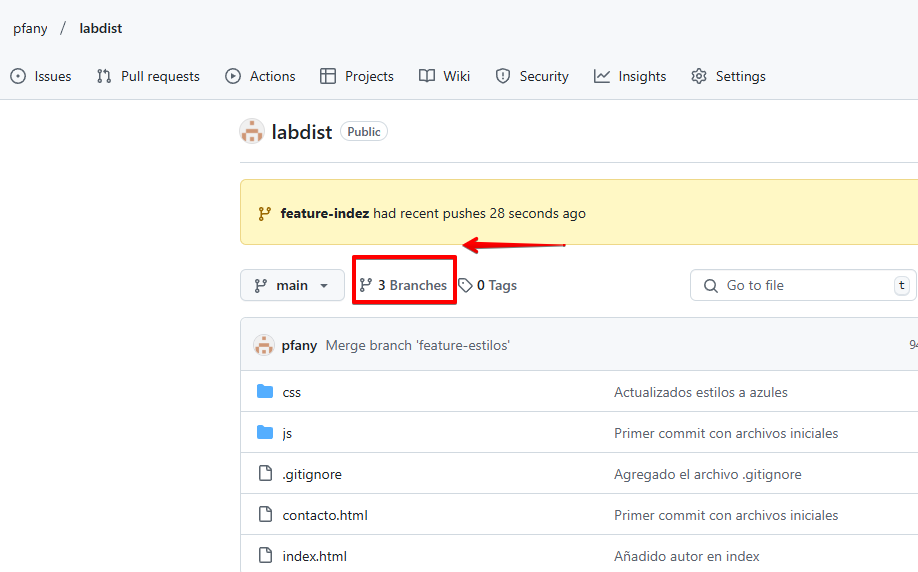 pfany / labdist
Issues Pull requests Actions Projects Wiki Security Insights Settings
labdist Public
feature-indez had recent pushes 28 seconds ago
main 3 Branches 0 Tags Go to file t
pfany Merge branch 'feature-estilos'
css Actualizados estilos a azules
js Primer commit con archivos iniciales
.gitignore Agregado el archivo .gitignore
contacto.html Primer commit con archivos iniciales
index.html Añadido autor en index